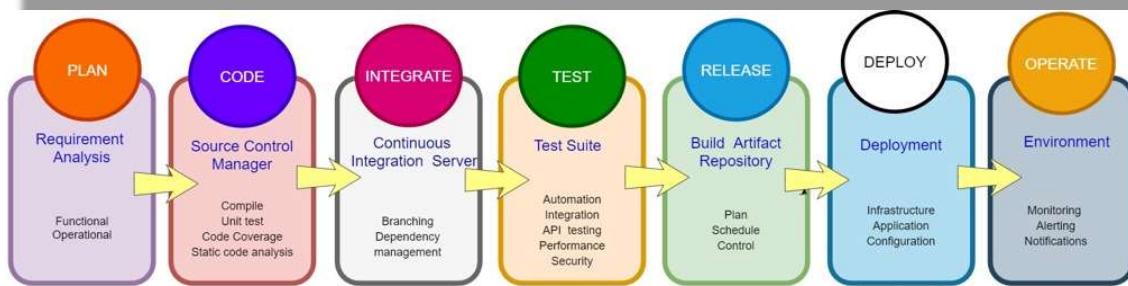 PLAN
CODE
INTEGRATE
TEST
RELEASE
DEPLOY
OPERATE
Requirement
Analysis
Functional
Operational
Source Control
Manager
Compile
Unit test
Code Coverage
Static code analysis
Continuous
Integration Server
Branching
Dependency
management
Test Suite
Automation
Integration
API testing
Performance
Security
Build Artifact
Repository
Plan
Schedule
Control
Deployment
Infrastructure
Application
Configuration
Environment
Monitoring
Alerting
Notifications